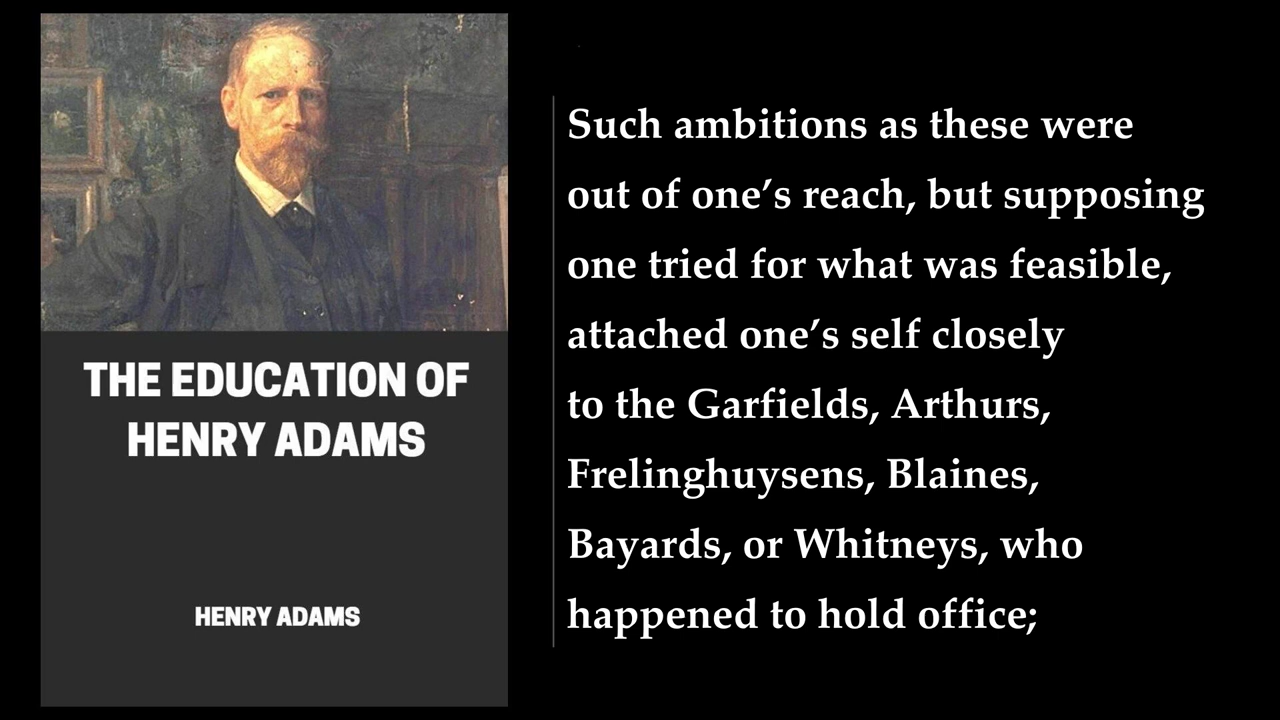 THE EDUCATION OF
HENRY ADAMS
HENRY ADAMS
Such ambitions as these were
out of one’s reach, but supposing
one tried for what was feasible,
attached one’s self closely
to the Garfields, Arthurs,
Frelinghuysens, Blaines,
Bayards, or Whitneys, who
happened to hold office;